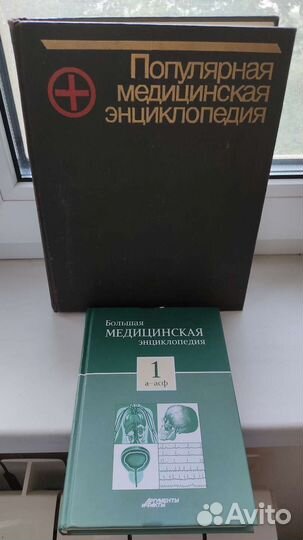 Популярная
медицинская
энциклопедия
Большая
МЕДИЦИНСКАЯ
ЭНЦИКЛОПЕДИЯ
1
а-асф
АРГУМЕНТЫ
И ФАКТЫ
Avito